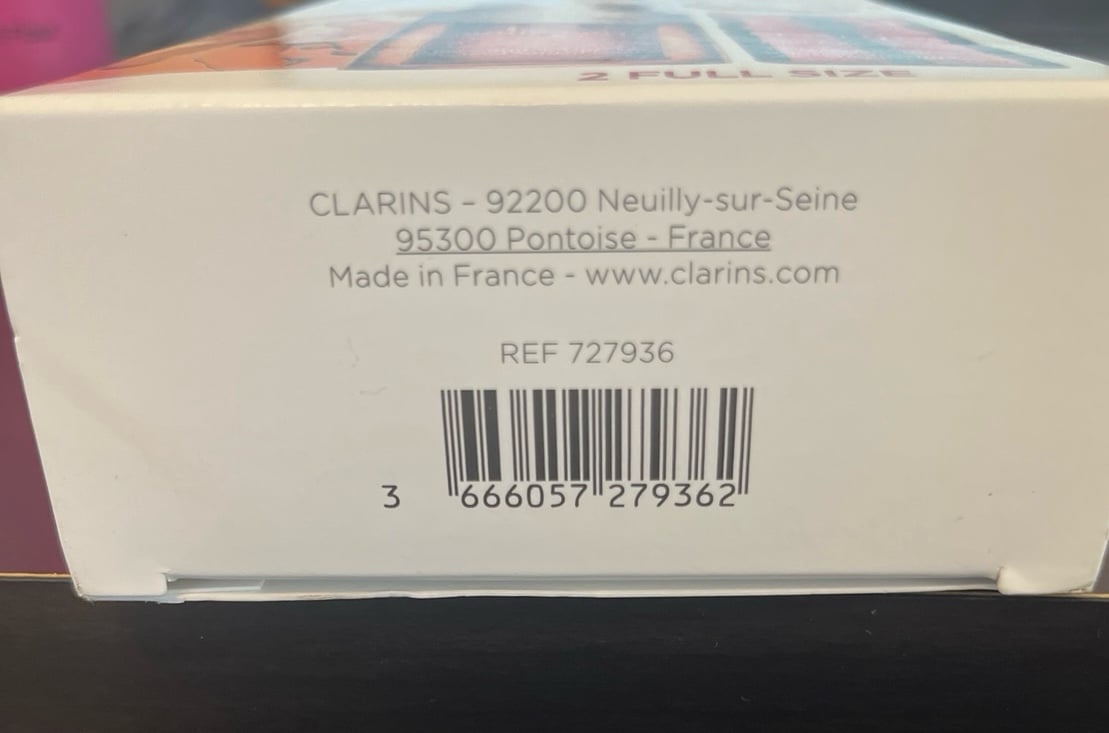 2 FULL SIZE
CLARINS - 92200 Neuilly-sur-Seine
95300 Pontoise - France
Made in France - www.clarins.com
REF 727936
3 666057 279362